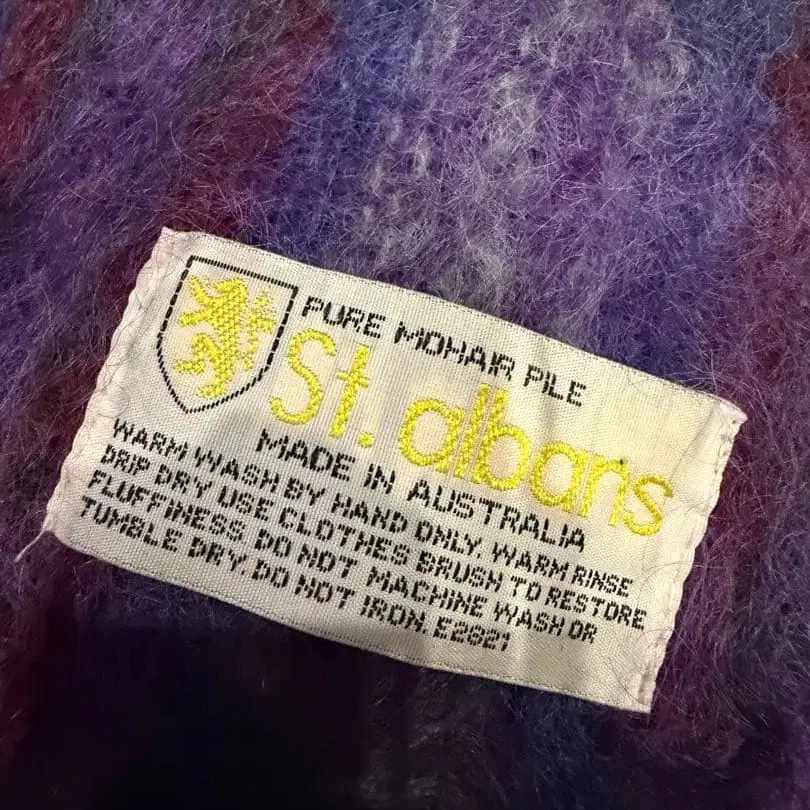 PURE MOHAIR PILE
St. albans
MADE IN AUSTRALIA
WARM WASH BY HAND ONLY. WARM RINSE
DRIP DRY USE CLOTHES BRUSH TO RESTORE
FLUFFINESS. DO NOT MACHINE WASH OR
TUMBLE DRY. DO NOT IRON. E2821